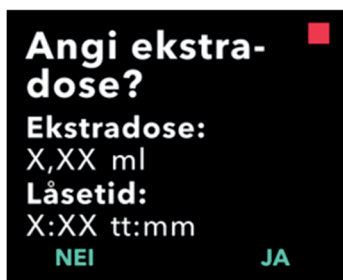 Angi ekstra-
dose?
Ekstradose:
X,XX ml
Låsetid:
X:XX tt:mm
NEI JA